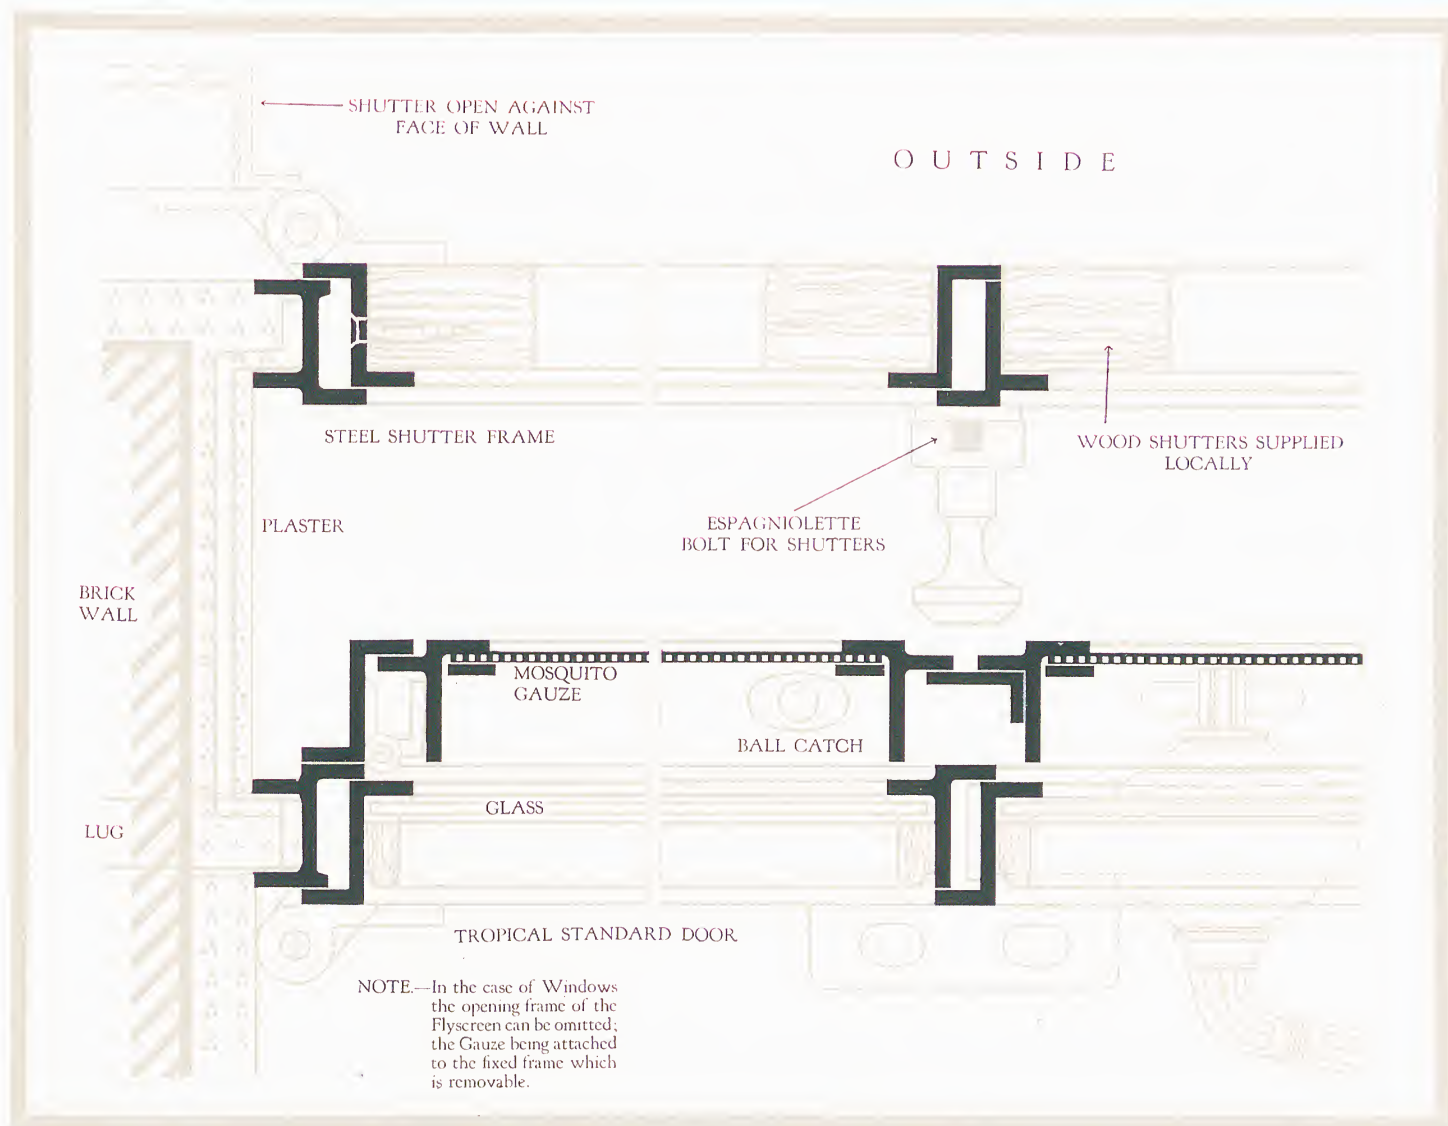 SHUTTER OPEN AGAINST
FACE OF WALL
OUTSIDE
STEEL SHUTTER FRAME
WOOD SHUTTERS SUPPLIED
LOCALLY
PLASTER
ESPAGNIOLETTE
BOLT FOR SHUTTERS
BRICK
WALL
MOSQUITO
GAUZE
BALL CATCH
GLASS
LUG
TROPICAL STANDARD DOOR
NOTE.—In the case of Windows
the opening frame of the
Flyscreen can be omitted;
the Gauze being attached
to the fixed frame which
is removable.